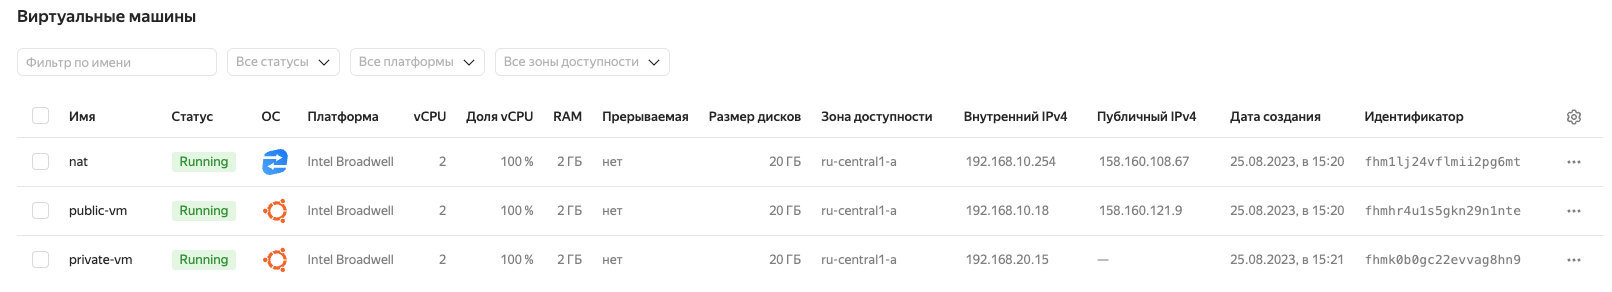 Виртуальные машины
Фильтр по имени Все статусы Все платформы Все зоны доступности
Имя Статус ОС Платформа vCPU Доля vCPU RAM Прерываемая Размер дисков Зона доступности Внутренний IPv4 Публичный IPv4 Дата создания Идентификатор
nat Running Intel Broadwell 2 100 % 2 ГБ нет 20 ГБ ru-central1-a 192.168.10.254 158.160.108.67 25.08.2023, в 15:20 fhm1lj24vflmii2pg6mt
public-vm Running Intel Broadwell 2 100 % 2 ГБ нет 20 ГБ ru-central1-a 192.168.10.18 158.160.121.9 25.08.2023, в 15:20 fhmhr4u1s5gkn29n1nte
private-vm Running Intel Broadwell 2 100 % 2 ГБ нет 20 ГБ ru-central1-a 192.168.20.15 — 25.08.2023, в 15:21 fhmk0b0gc22evvag8hn9